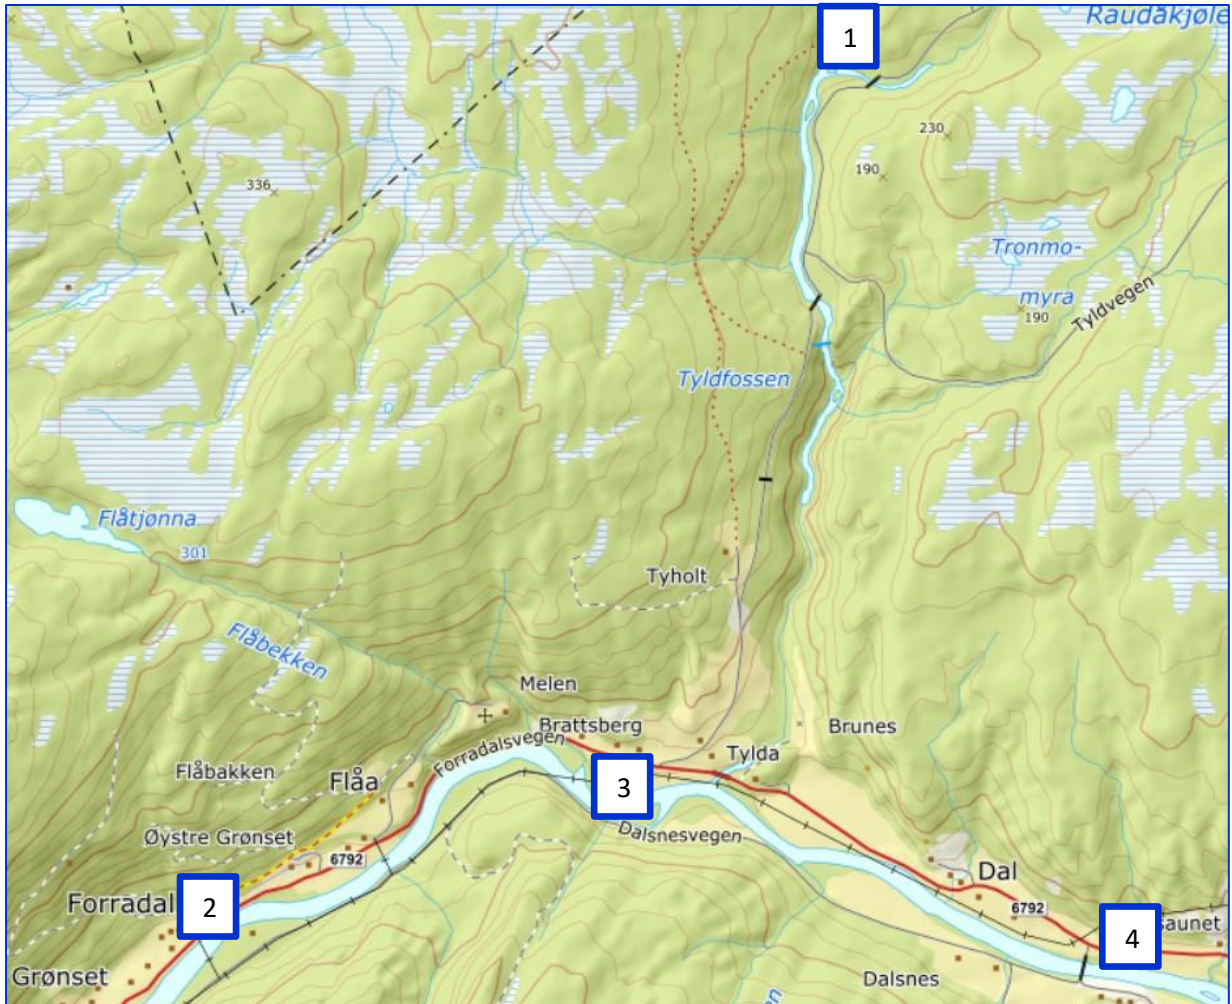 Raudåkjøle
1
230
190
336
Tronmo-
myra
190
Tyldvegen
Tyldfossen
Flåtjønna
301
Tyholt
Flåbekken
Melen
Brattsberg
Brunes
Forradalsvegen
Tylda
Flåbakken
Flåa
3
Dalsnesvegen
Øystre Grønset
6792
Dal
Forradal
2
6792
4
saunet
Grønset
Dalsnes
en